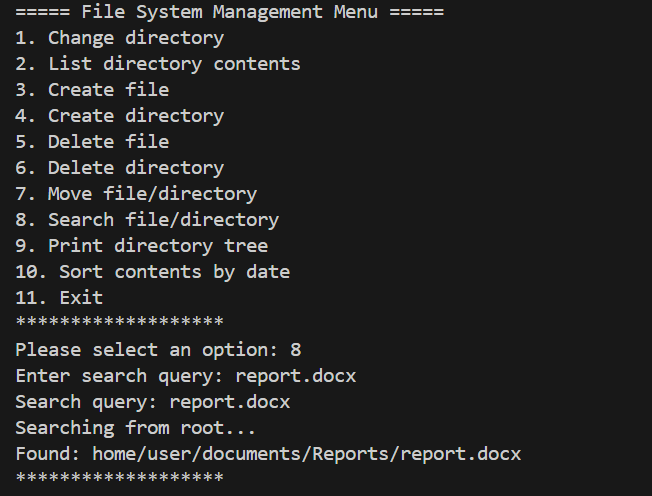 ===== File System Management Menu =====
1. Change directory
2. List directory contents
3. Create file
4. Create directory
5. Delete file
6. Delete directory
7. Move file/directory
8. Search file/directory
9. Print directory tree
10. Sort contents by date
11. Exit
*******************
Please select an option: 8
Enter search query: report.docx
Search query: report.docx
Searching from root...
Found: home/user/documents/Reports/report.docx
*******************